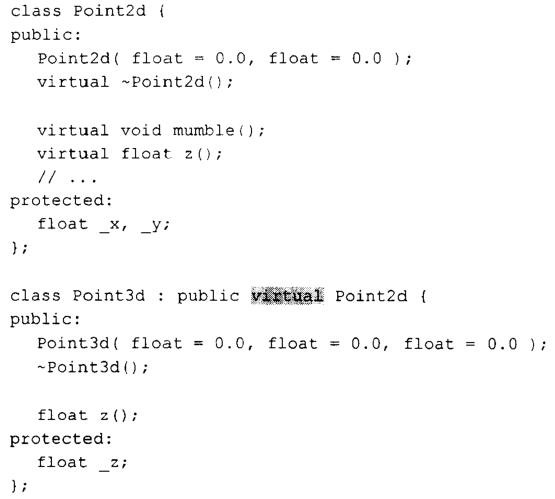 class Point2d {
public:
   Point2d( float = 0.0, float = 0.0 );
   virtual ~Point2d();

   virtual void mumble();
   virtual float z();
   // ...
protected:
   float _x, _y;
};

class Point3d : public virtual Point2d {
public:
   Point3d( float = 0.0, float = 0.0, float = 0.0 );
   ~Point3d();

   float z();
protected:
   float _z;
};